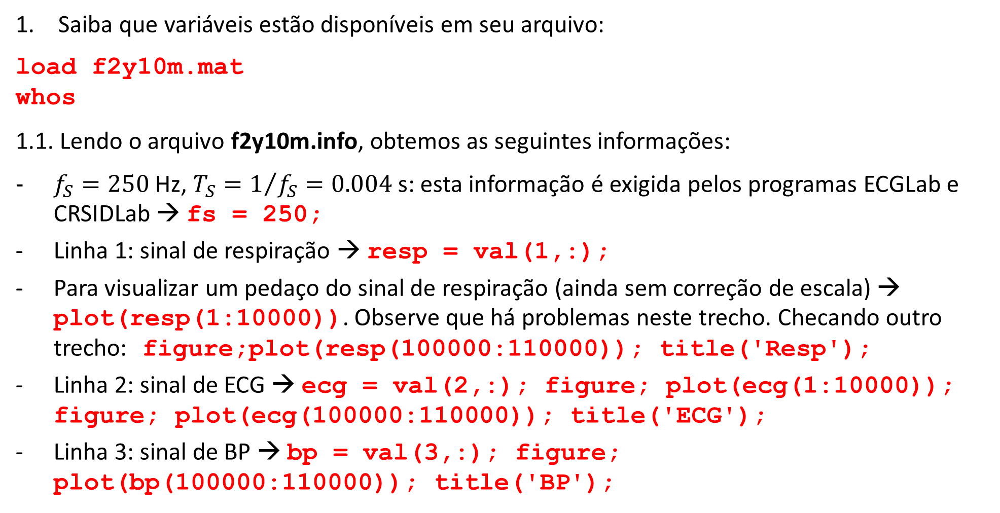 1. Saiba que variáveis estão disponíveis em seu arquivo:
load f2y10m.mat
whos
1.1. Lendo o arquivo f2y10m.info, obtemos as seguintes informações:
- fS = 250 Hz, TS = 1/fS = 0.004 s: esta informação é exigida pelos programas ECGLab e
CRSIDLab → fs = 250;
- Linha 1: sinal de respiração → resp = val(1,:);
- Para visualizar um pedaço do sinal de respiração (ainda sem correção de escala) →
plot(resp(1:10000)). Observe que há problemas neste trecho. Checando outro
trecho: figure;plot(resp(100000:110000)); title('Resp');
- Linha 2: sinal de ECG → ecg = val(2,:); figure; plot(ecg(1:10000));
figure; plot(ecg(100000:110000)); title('ECG');
- Linha 3: sinal de BP → bp = val(3,:); figure;
plot(bp(100000:110000)); title('BP');